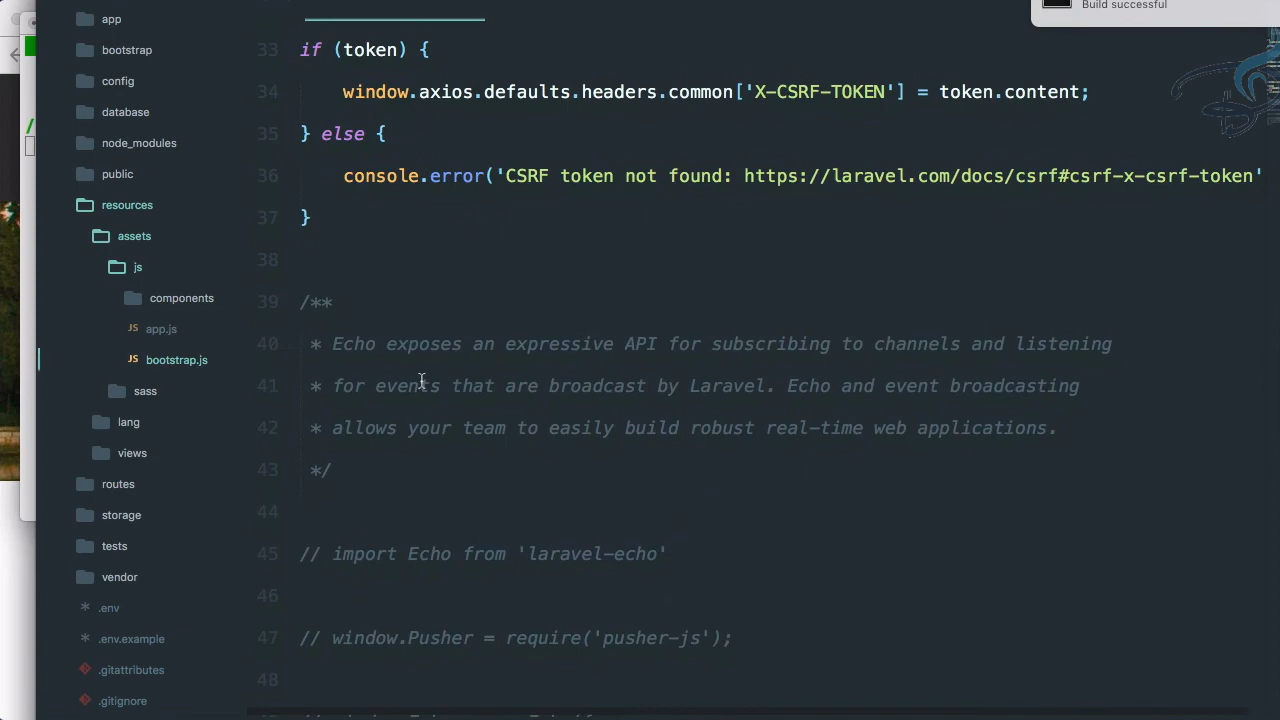 Build successful
app
bootstrap
config
database
node_modules
public
resources
assets
js
components
JS app.js
JS bootstrap.js
sass
lang
views
routes
storage
tests
vendor
* .env
* .env.example
.gitattributes
.gitignore
33 if (token) {
34 window.axios.defaults.headers.common['X-CSRF-TOKEN'] = token.content;
35 } else {
36 console.error('CSRF token not found: https://laravel.com/docs/csrf#csrf-x-csrf-token'
37 }
38
39 /**
40 * Echo exposes an expressive API for subscribing to channels and listening
41 * for events that are broadcast by Laravel. Echo and event broadcasting
42 * allows your team to easily build robust real-time web applications.
43 */
44
45 // import Echo from 'laravel-echo'
46
47 // window.Pusher = require('pusher-js');
48